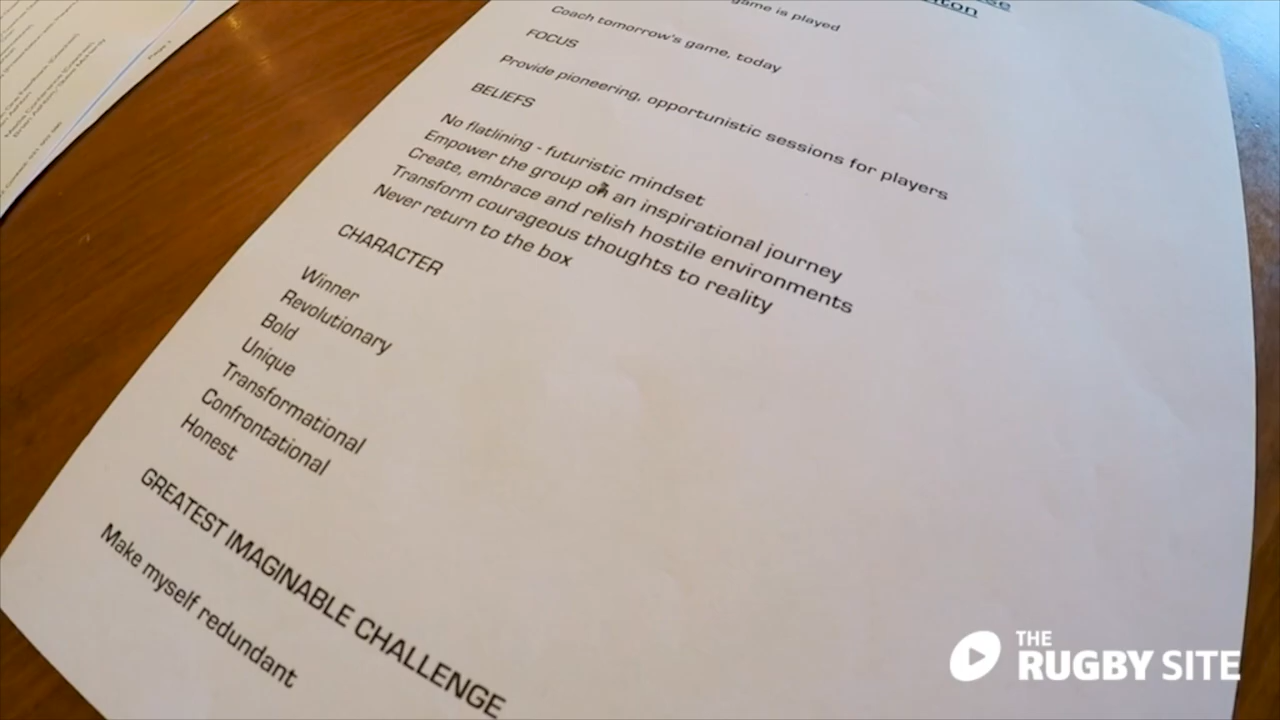 game is played
Coach tomorrow's game, today
FOCUS
Provide pioneering, opportunistic sessions for players
BELIEFS
No flatlining - futuristic mindset
Empower the group on an inspirational journey
Create, embrace and relish hostile environments
Transform courageous thoughts to reality
Never return to the box
CHARACTER
Winner
Revolutionary
Bold
Unique
Transformational
Confrontational
Honest
GREATEST IMAGINABLE CHALLENGE
Make myself redundant
THE
RUGBY SITE